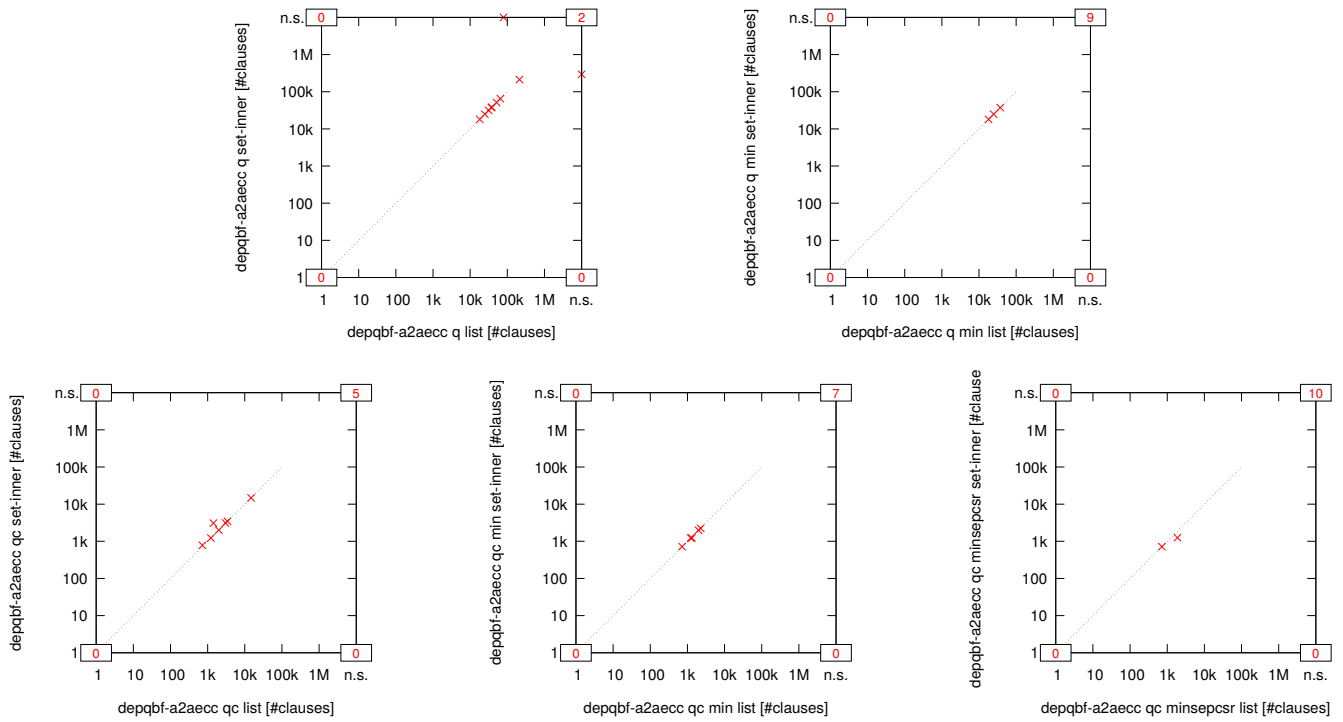 n.s.
1M
100k
10k
1k
100
10
1
0
2
0
0
1 10 100 1k 10k 100k 1M n.s.
depqbf-a2aecc q set-inner [#clauses]
depqbf-a2aecc q list [#clauses]
n.s.
1M
100k
10k
1k
100
10
1
0
9
0
0
1 10 100 1k 10k 100k 1M n.s.
depqbf-a2aecc q min set-inner [#clauses]
depqbf-a2aecc q min list [#clauses]
n.s.
1M
100k
10k
1k
100
10
1
0
5
0
0
1 10 100 1k 10k 100k 1M n.s.
depqbf-a2aecc qc set-inner [#clauses]
depqbf-a2aecc qc list [#clauses]
n.s.
1M
100k
10k
1k
100
10
1
0
7
0
0
1 10 100 1k 10k 100k 1M n.s.
depqbf-a2aecc qc min set-inner [#clauses]
depqbf-a2aecc qc min list [#clauses]
n.s.
1M
100k
10k
1k
100
10
1
0
10
0
0
1 10 100 1k 10k 100k 1M n.s.
depqbf-a2aecc qc minsepcsr set-inner [#clause
depqbf-a2aecc qc minsepcsr list [#clauses]